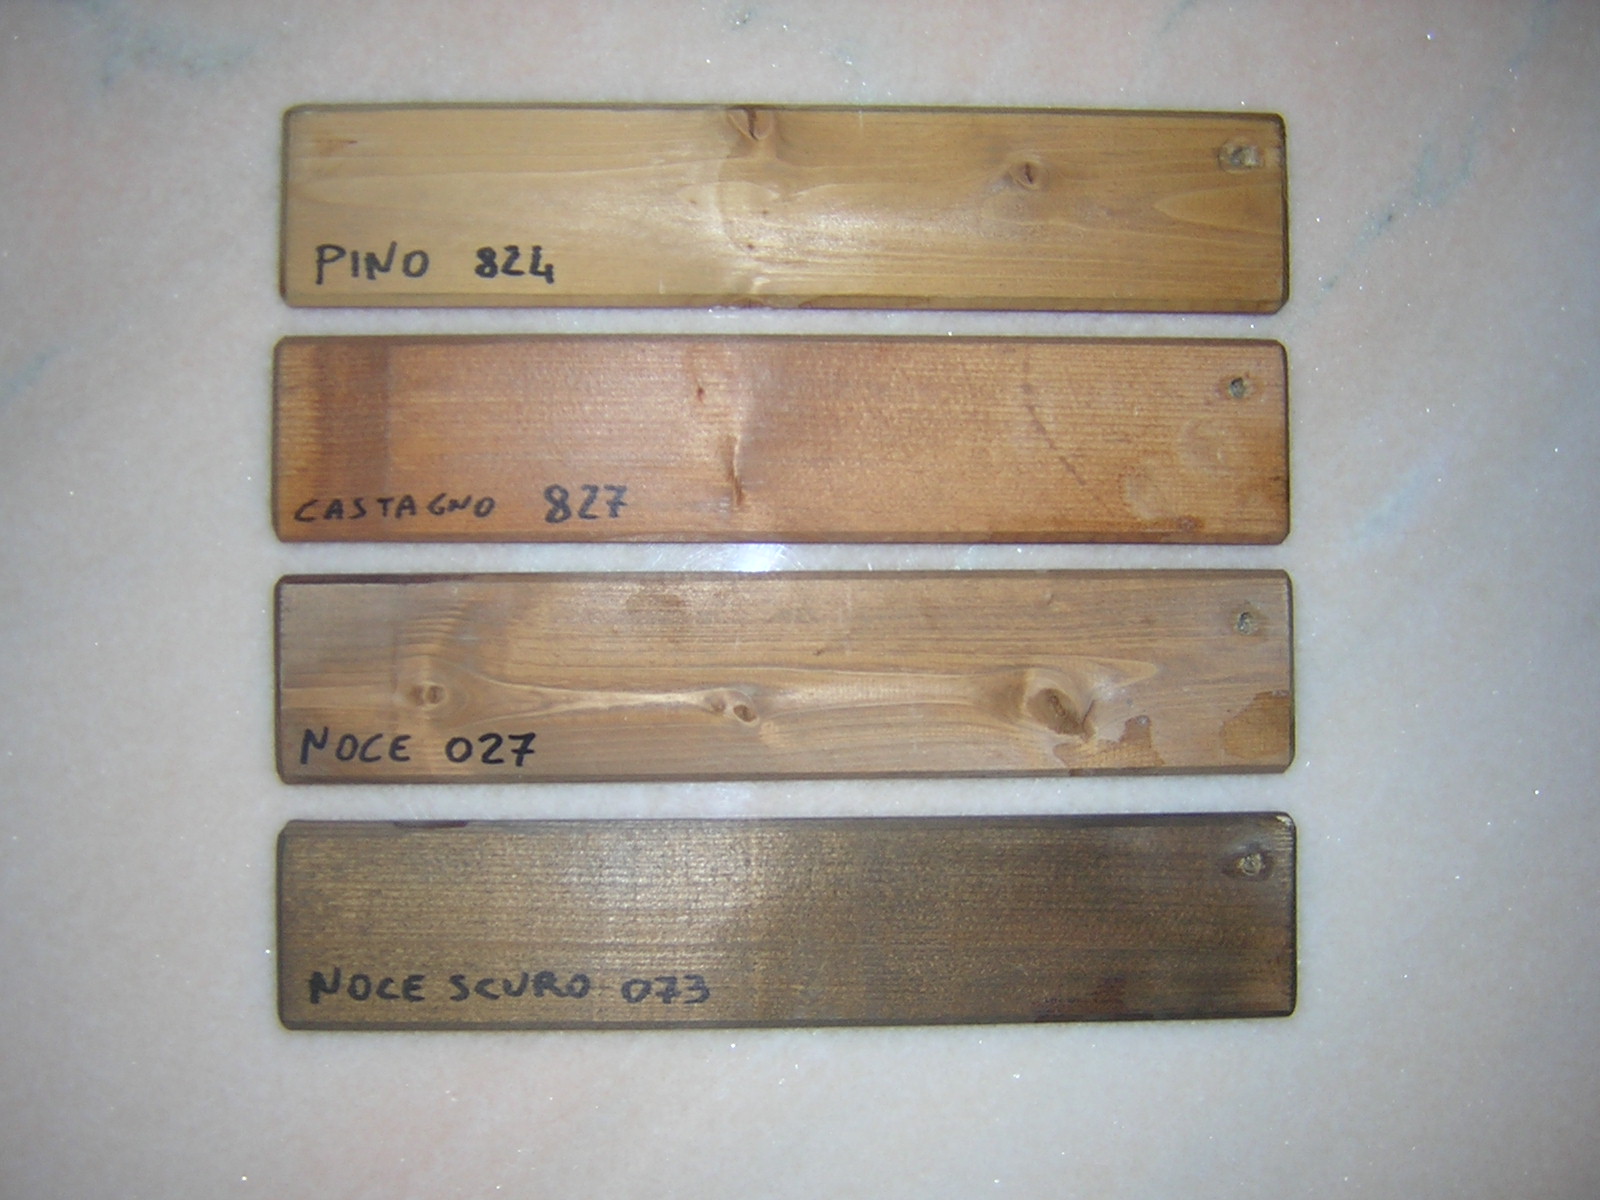 PINO 824
CASTAGNO 827
NOCE 027
NOCE SCURO 073